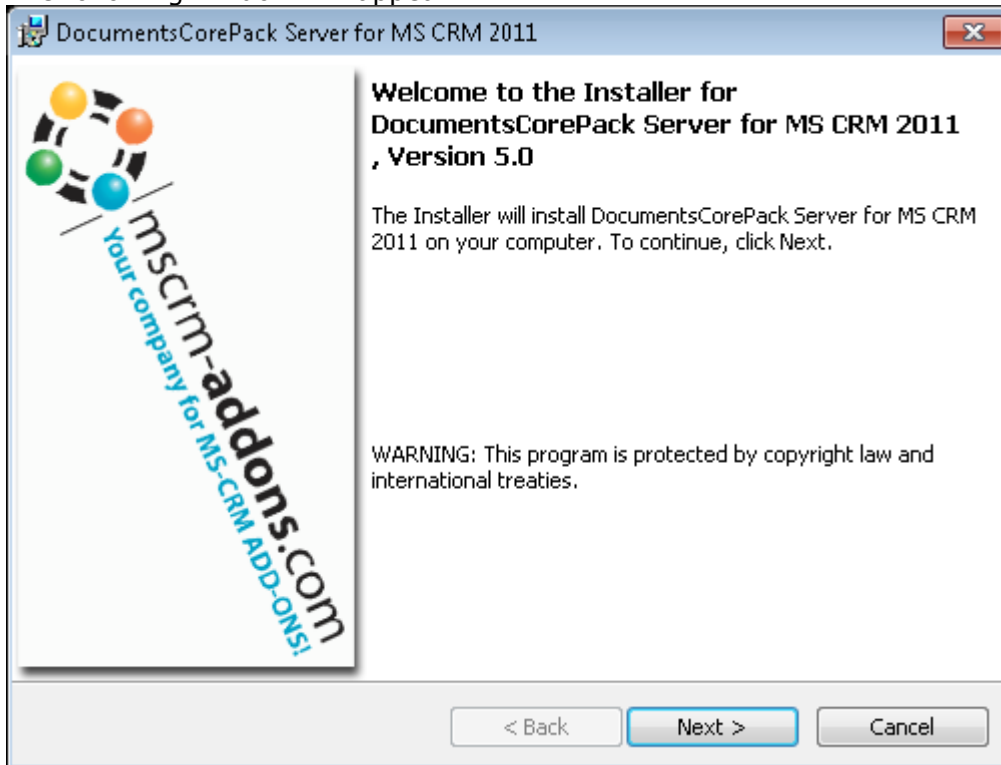 DocumentsCorePack Server for MS CRM 2011
Welcome to the Installer for
DocumentsCorePack Server for MS CRM 2011
, Version 5.0
The Installer will install DocumentsCorePack Server for MS CRM
2011 on your computer. To continue, click Next.
mscrm-addons.com
Your company for MS-CRM ADD-ONS!
WARNING: This program is protected by copyright law and
international treaties.
< Back
Next >
Cancel